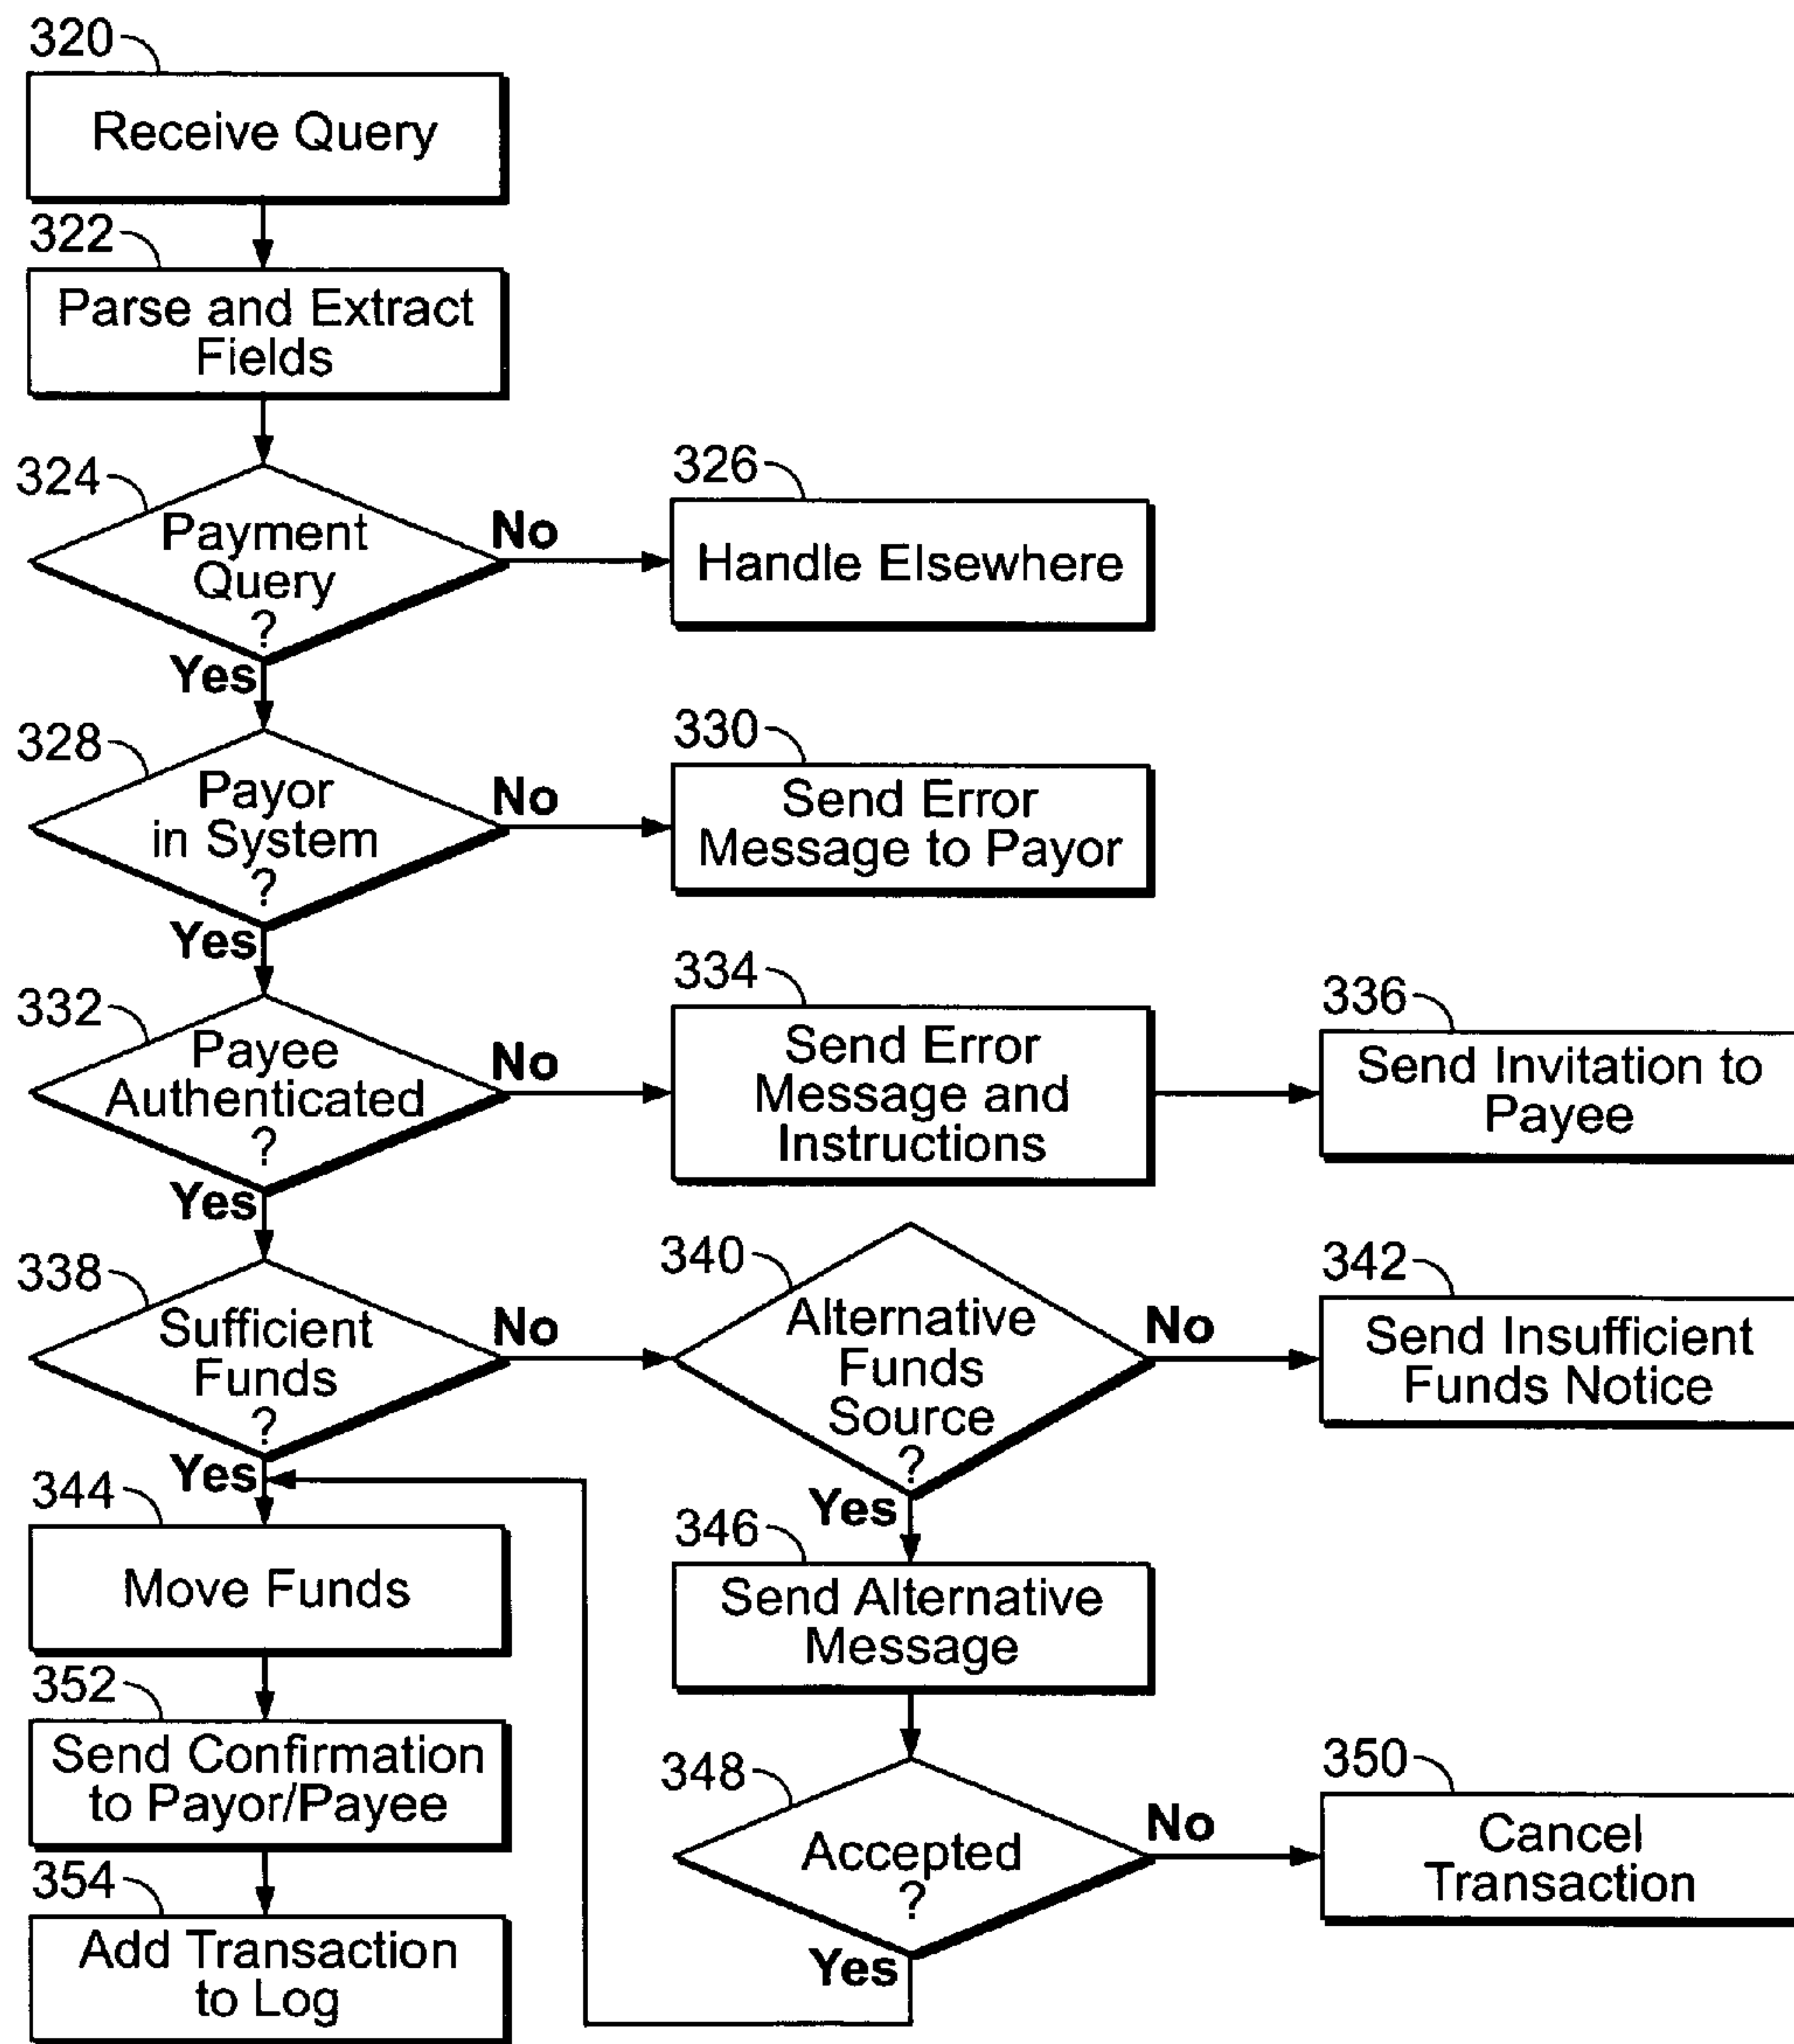 320
Receive Query
322
Parse and Extract
Fields
324
Payment
Query
?
No
Yes
326
Handle Elsewhere
328
Payor
in System
?
No
Yes
330
Send Error
Message to Payor
332
Payee
Authenticated
?
No
Yes
334
Send Error
Message and
Instructions
336
Send Invitation to
Payee
338
Sufficient
Funds
?
No
Yes
340
Alternative
Funds
Source
?
No
Yes
342
Send Insufficient
Funds Notice
344
Move Funds
346
Send Alternative
Message
348
Accepted
?
No
Yes
350
Cancel
Transaction
352
Send Confirmation
to Payor/Payee
354
Add Transaction
to Log